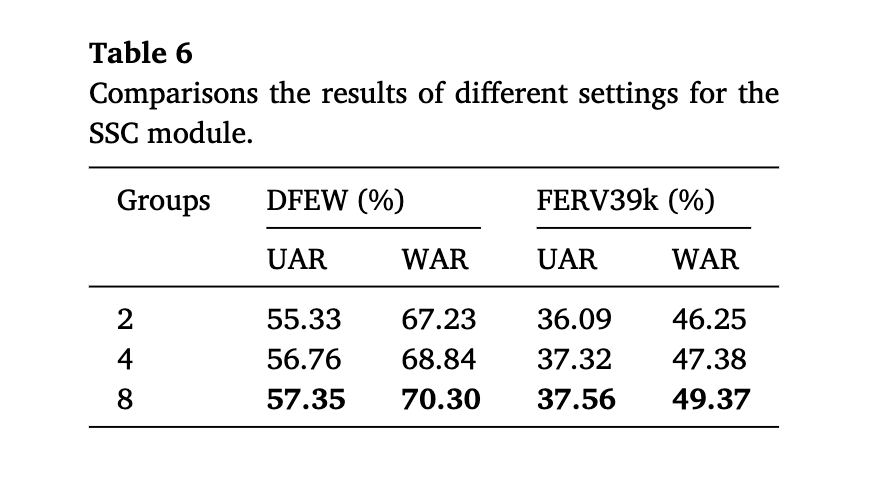 Table 6
Comparisons the results of different settings for the
SSC module.
Groups DFEW (%) FERV39k (%)
UAR WAR UAR WAR
2 55.33 67.23 36.09 46.25
4 56.76 68.84 37.32 47.38
8 57.35 70.30 37.56 49.37